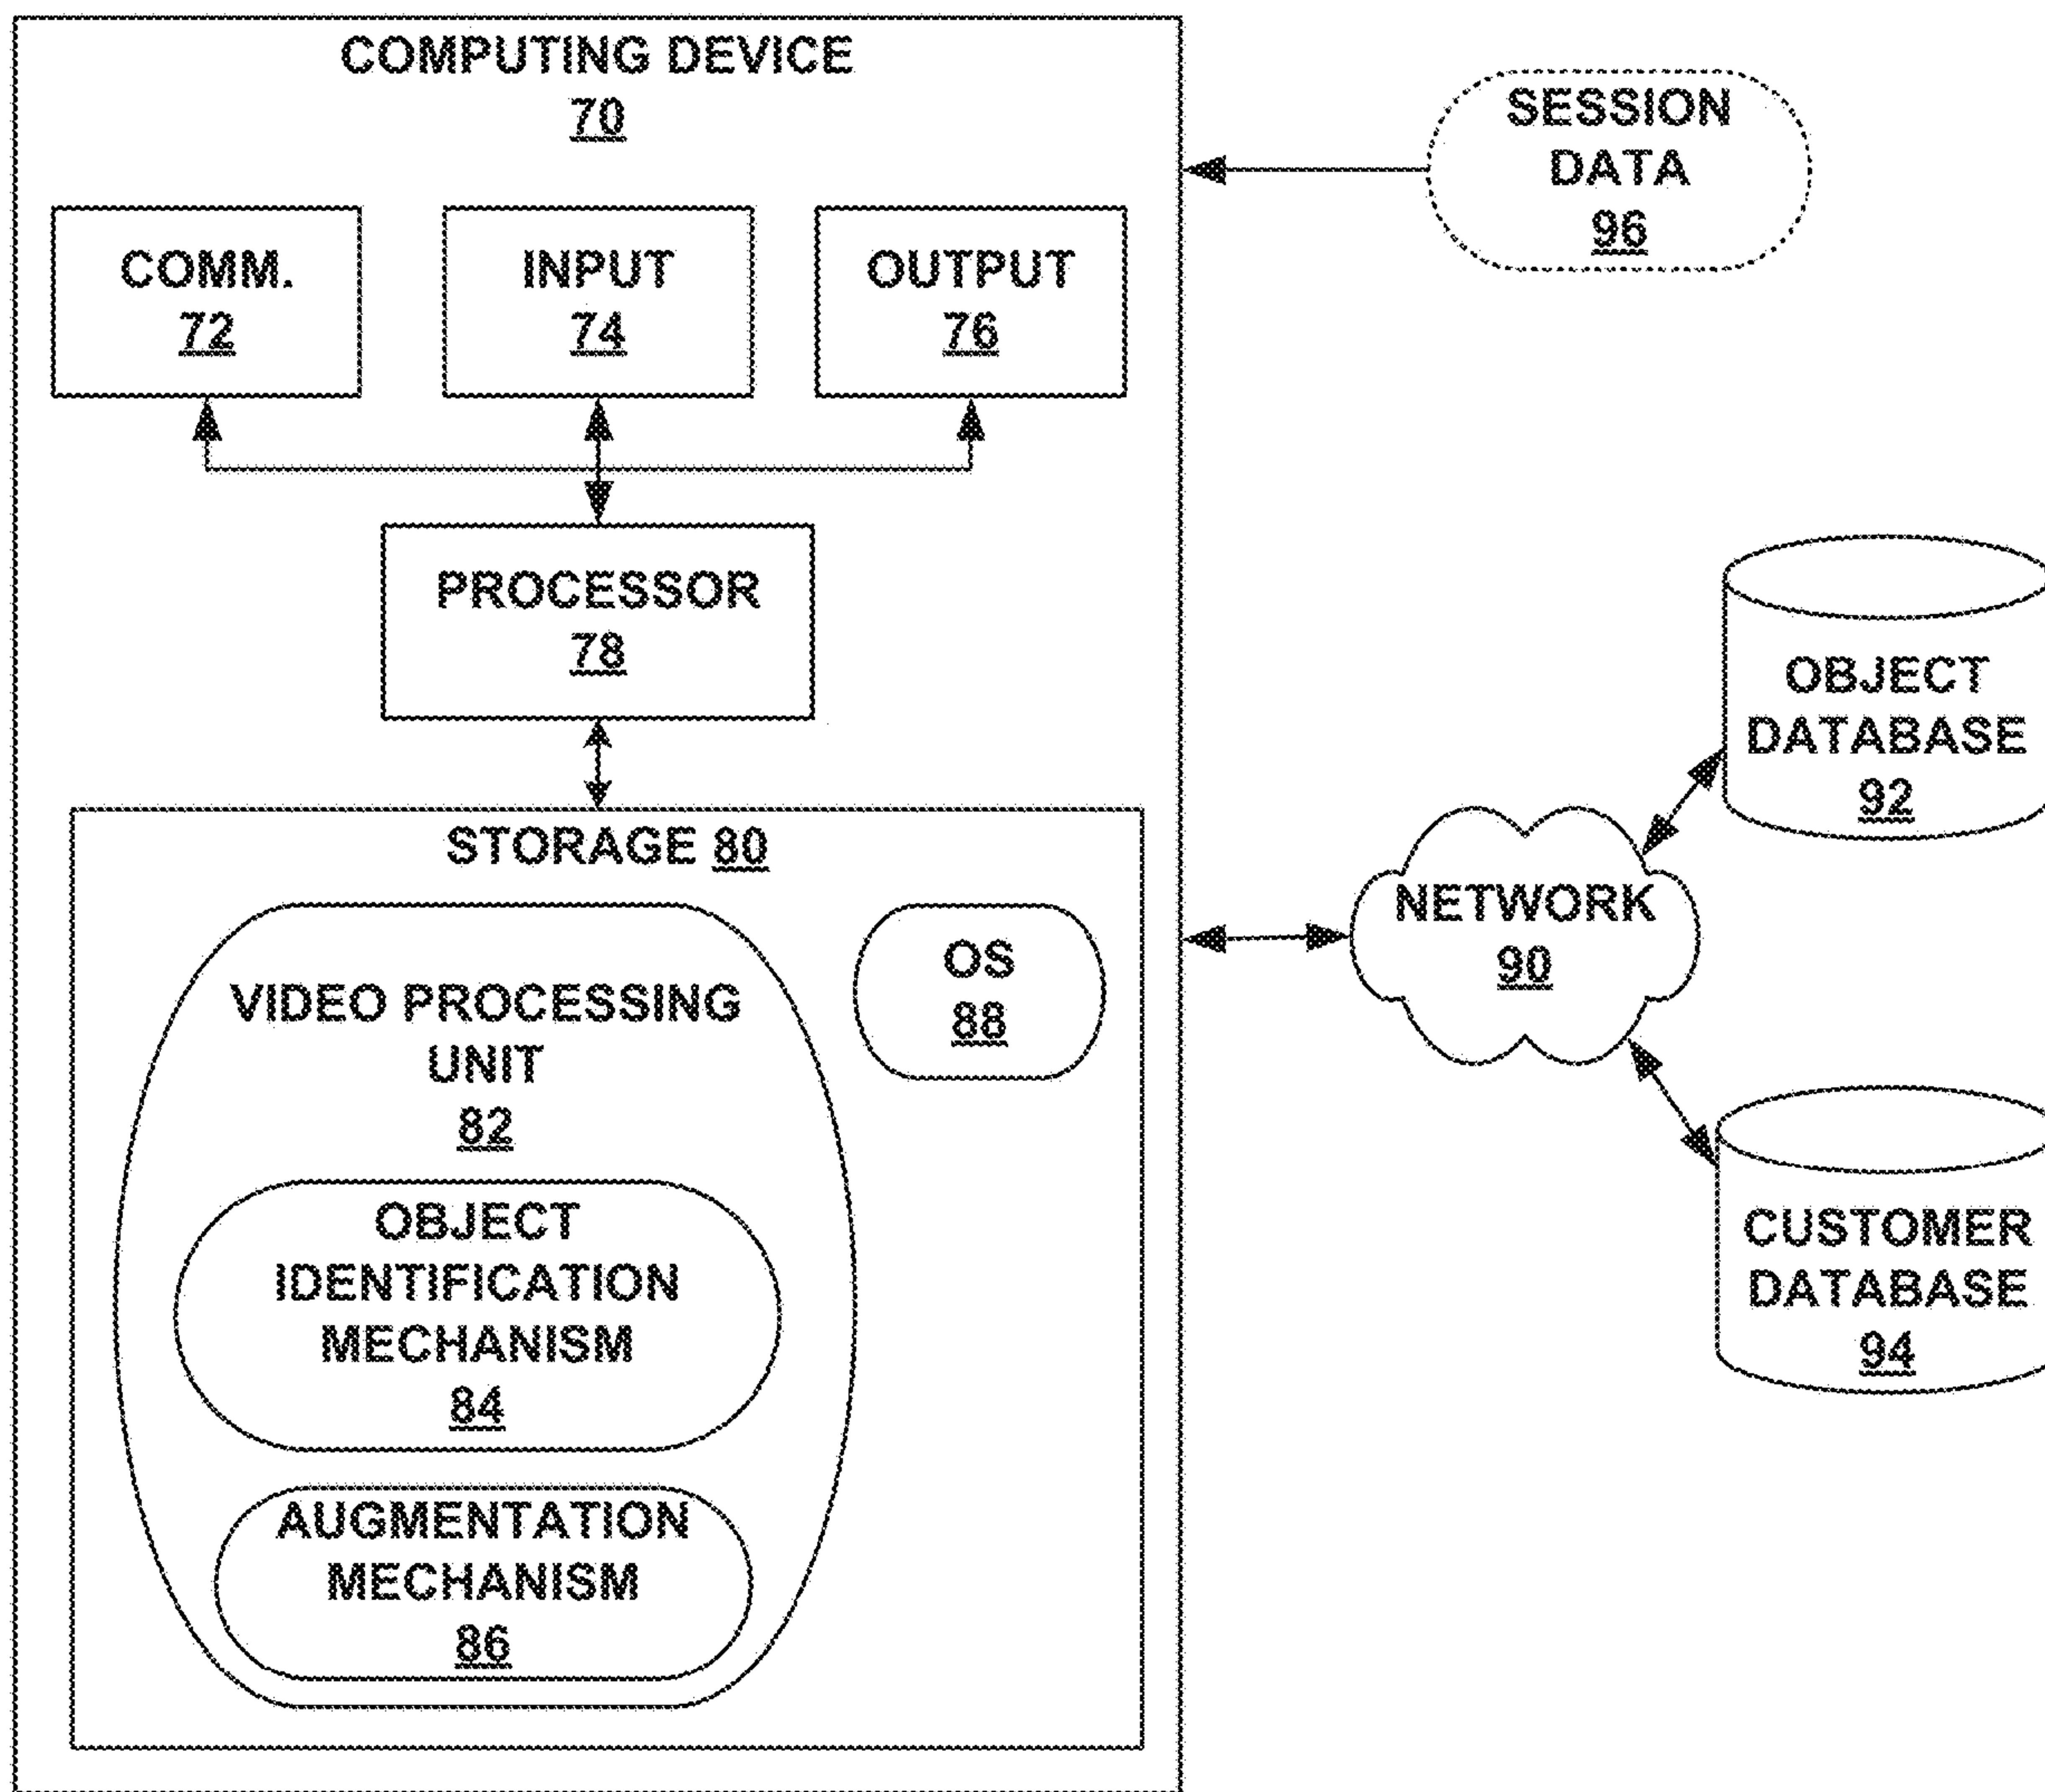 COMPUTING DEVICE
70
COMM.
72
INPUT
74
OUTPUT
76
PROCESSOR
78
STORAGE 80
VIDEO PROCESSING
UNIT
82
OBJECT
IDENTIFICATION
MECHANISM
84
AUGMENTATION
MECHANISM
86
OS
88
SESSION
DATA
96
NETWORK
90
OBJECT
DATABASE
92
CUSTOMER
DATABASE
94